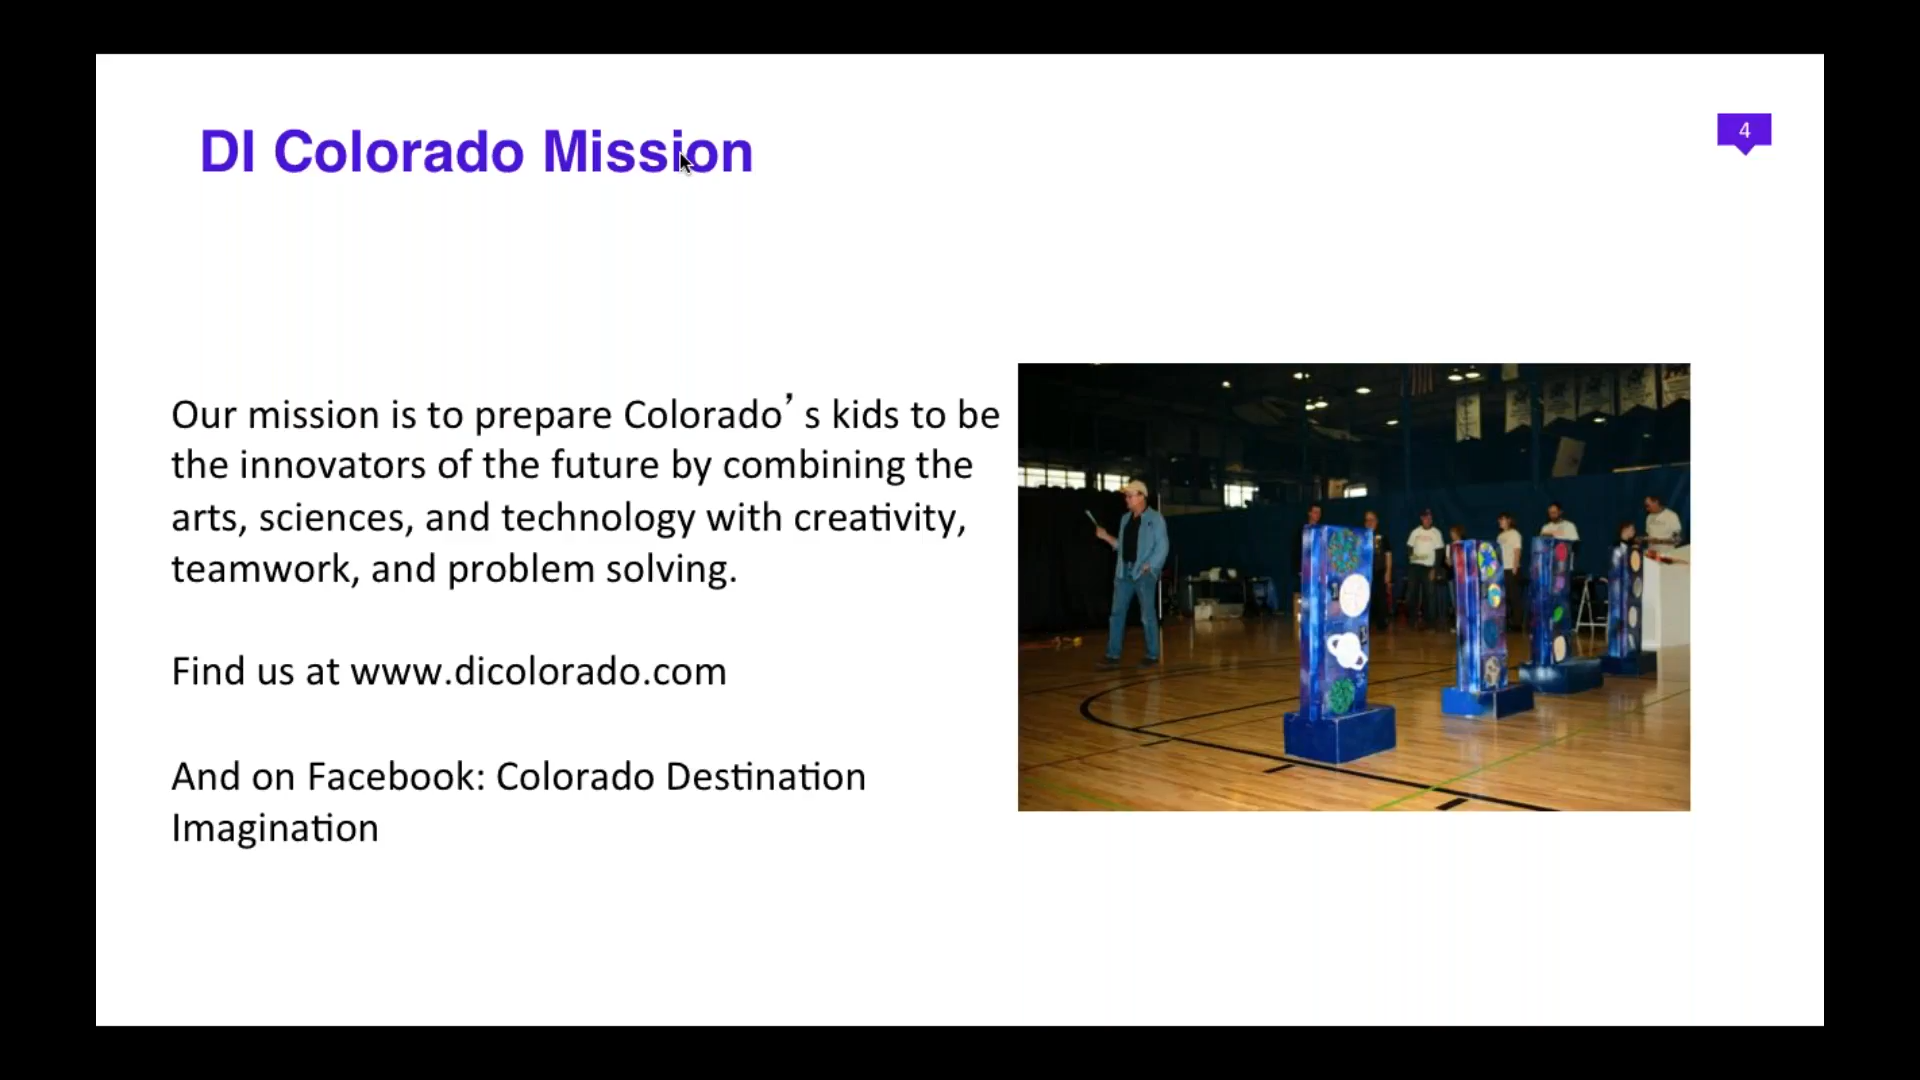 DI Colorado Mission
4
Our mission is to prepare Colorado’s kids to be
the innovators of the future by combining the
arts, sciences, and technology with creativity,
teamwork, and problem solving.
Find us at www.dicolorado.com
And on Facebook: Colorado Destination
Imagination